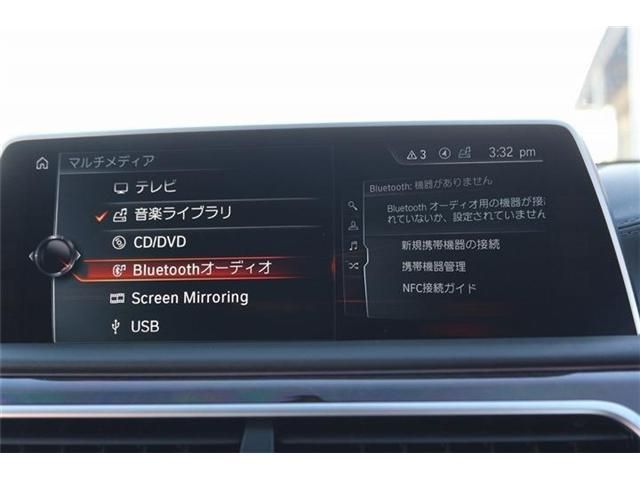 マルチメディア
3 3:32 pm
テレビ
音楽ライブラリ
CD/DVD
Bluetoothオーディオ
Screen Mirroring
USB
Bluetooth: 機器がありません
Bluetooth オーディオ用の機器が接
れていないか、設定されていません
新規携帯機器の接続
携帯機器管理
NFC接続ガイド